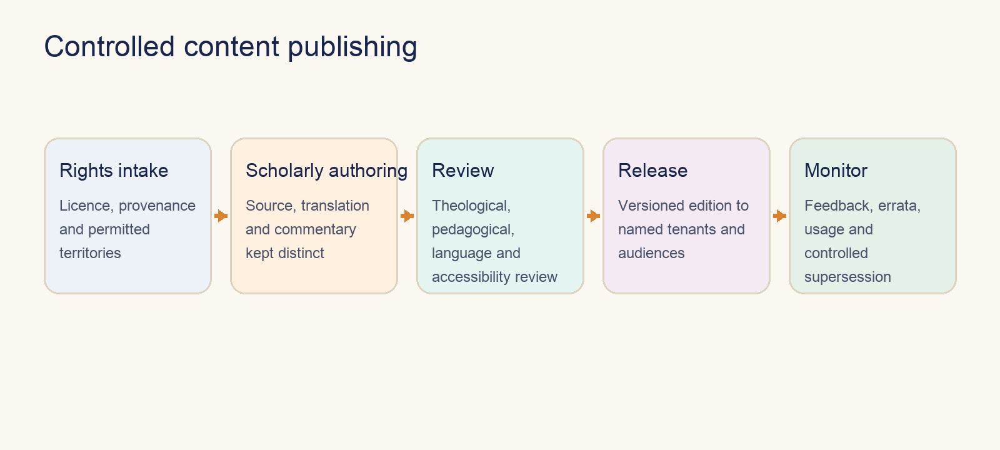 Controlled content publishing
Rights intake
Licence, provenance
and permitted
territories
Scholarly authoring
Source, translation
and commentary
kept distinct
Review
Theological,
pedagogical,
language and
accessibility review
Release
Versioned edition to
named tenants and
audiences
Monitor
Feedback, errata,
usage and
controlled
supersession